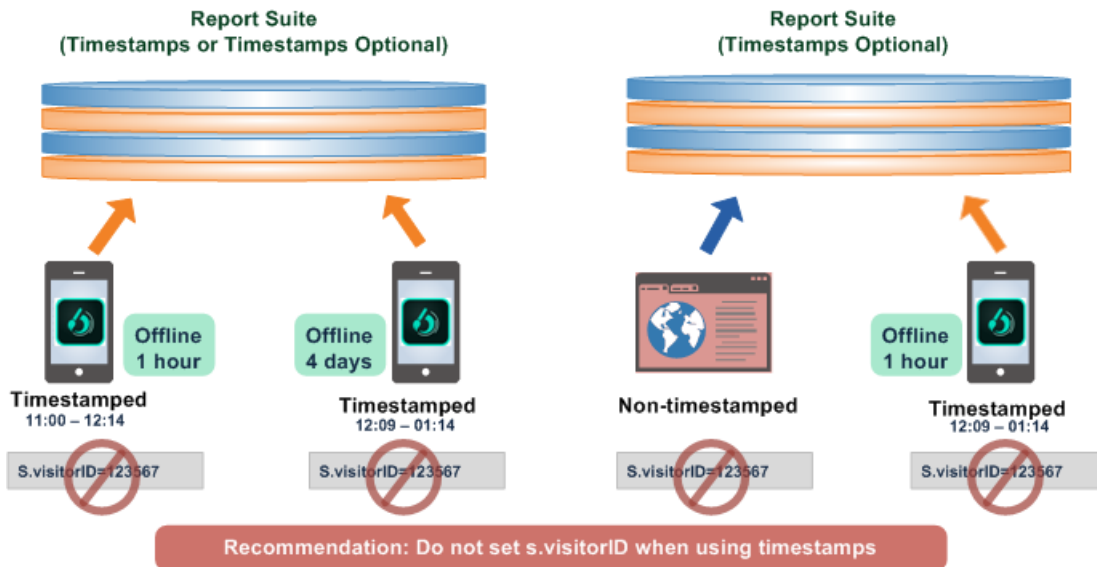 Report Suite
(Timestamps or Timestamps Optional)
Report Suite
(Timestamps Optional)
Offline
1 hour
Offline
4 days
Offline
1 hour
Timestamped
11:00 – 12:14
Timestamped
12:09 – 01:14
Non-timestamped
Timestamped
12:09 – 01:14
S.visitorID=123567
S.visitorID=123567
S.visitorID=123567
S.visitorID=123567
Recommendation: Do not set s.visitorID when using timestamps